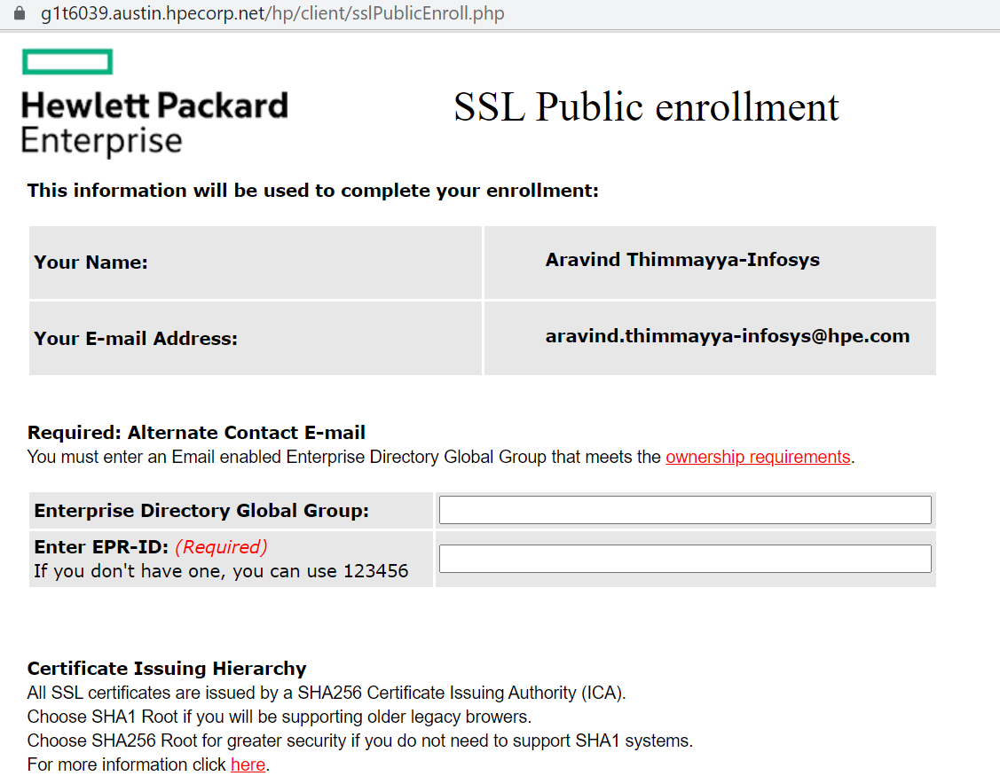 g1t6039.austin.hpecorp.net/hp/client/sslPublicEnroll.php
Hewlett Packard
Enterprise
SSL Public enrollment
This information will be used to complete your enrollment:
Your Name: Aravind Thimmayya-Infosys
Your E-mail Address: aravind.thimmayya-infosys@hpe.com
Required: Alternate Contact E-mail
You must enter an Email enabled Enterprise Directory Global Group that meets the ownership requirements.
Enterprise Directory Global Group:
Enter EPR-ID: (Required)
If you don't have one, you can use 123456
Certificate Issuing Hierarchy
All SSL certificates are issued by a SHA256 Certificate Issuing Authority (ICA).
Choose SHA1 Root if you will be supporting older legacy browers.
Choose SHA256 Root for greater security if you do not need to support SHA1 systems.
For more information click here.